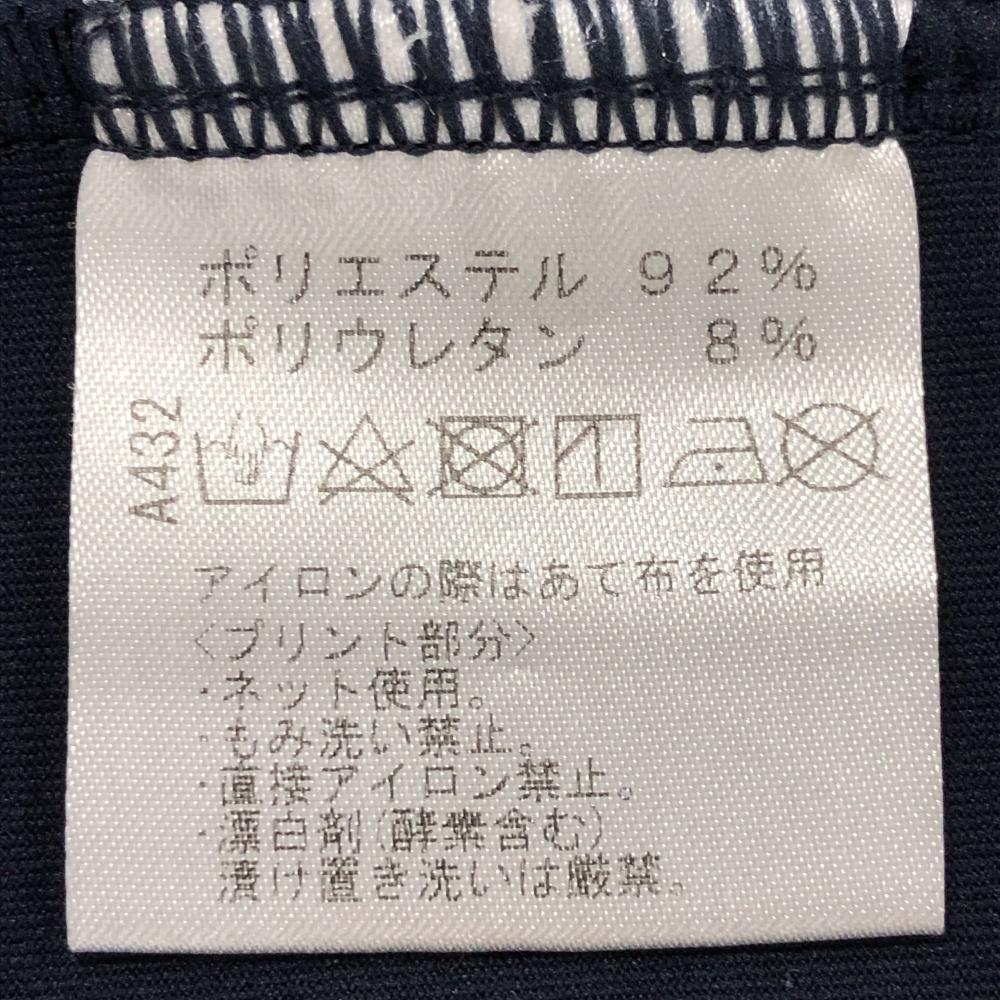 ポリエステル 92%
ポリウレタン 8%
A432
アイロンの際はあて布を使用
〈プリント部分〉
・ネット使用。
・もみ洗い禁止。
・直接アイロン禁止。
・漂白剤(酵素含む)
漬け置き洗いは厳禁。